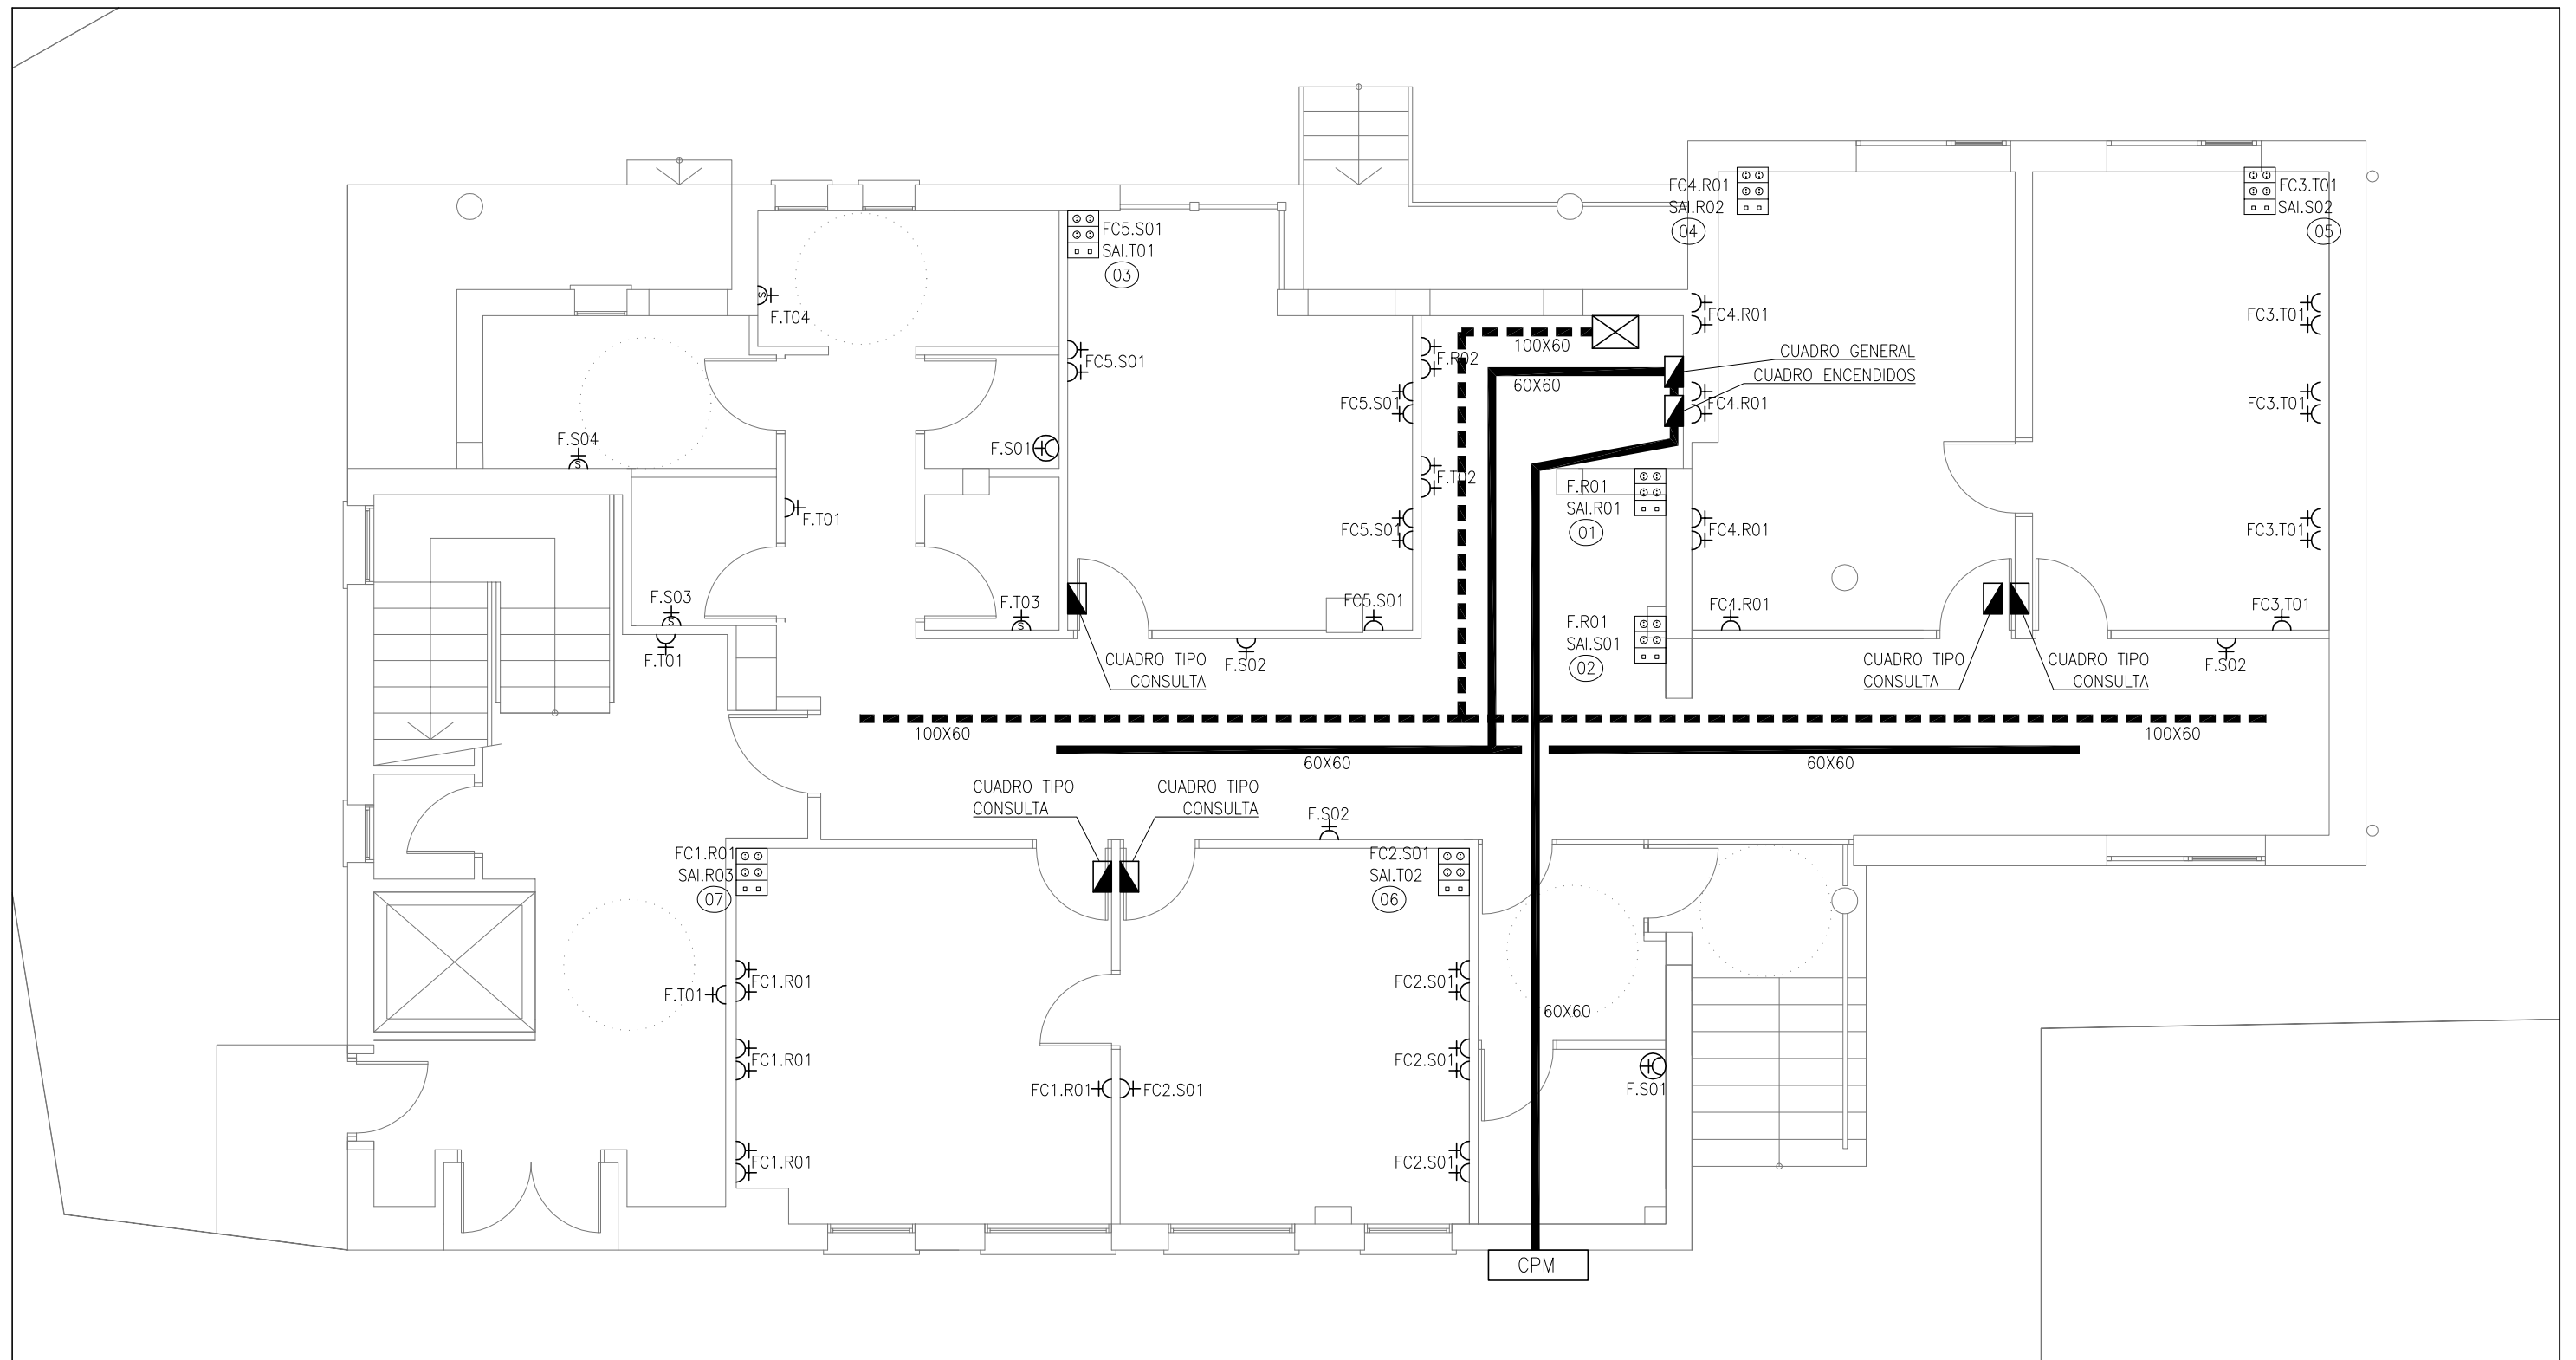 FC4.R01
SAI.R02
04
FC3.T01
SAI.S02
05
FC5.S01
SAI.T01
03
F.T04
FC4.R01
FC3.T01
100X60
CUADRO GENERAL
F.R02
FC5.S01
60X60
CUADRO ENCENDIDOS
FC5.S01
FC4.R01
FC3.T01
F.S04
F.S01
F.T02
F.R01
SAI.R01
01
F.T01
FC5.S01
FC4.R01
FC3.T01
F.S03
F.T03
FC5.S01
FC4.R01
FC3.T01
F.R01
SAI.S01
02
F.T01
CUADRO TIPO
CONSULTA
F.S02
CUADRO TIPO
CONSULTA
CUADRO TIPO
CONSULTA
F.S02
100X60
100X60
60X60
60X60
CUADRO TIPO
CONSULTA
CUADRO TIPO
CONSULTA
F.S02
FC1.R01
SAI.R03
07
FC2.S01
SAI.T02
06
F.T01
FC1.R01
FC2.S01
60X60
FC1.R01
FC2.S01
FC1.R01
FC2.S01
F.S01
FC1.R01
FC2.S01
CPM